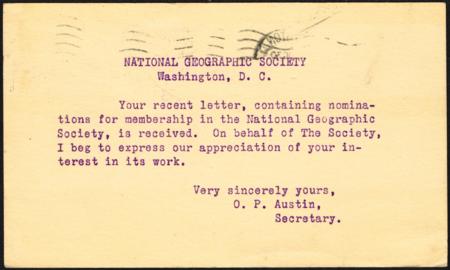 NATIONAL GEOGRAPHIC SOCIETY
Washington, D. C.
Your recent letter, containing nomina-
tions for membership in the National Geographic
Society, is received. On behalf of The Society,
I beg to express our appreciation of your in-
terest in its work.
Very sincerely yours,
O. P. Austin,
Secretary.